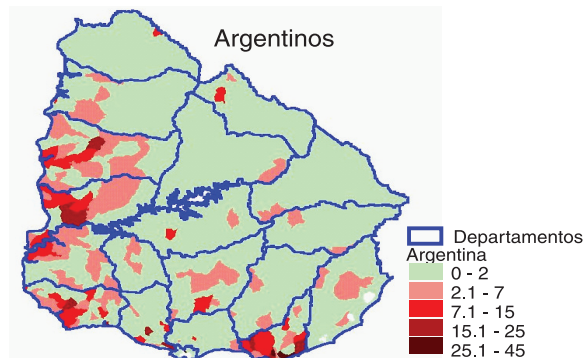 Argentinos
Departamentos
Argentina
0 - 2
2.1 - 7
7.1 - 15
15.1 - 25
25.1 - 45